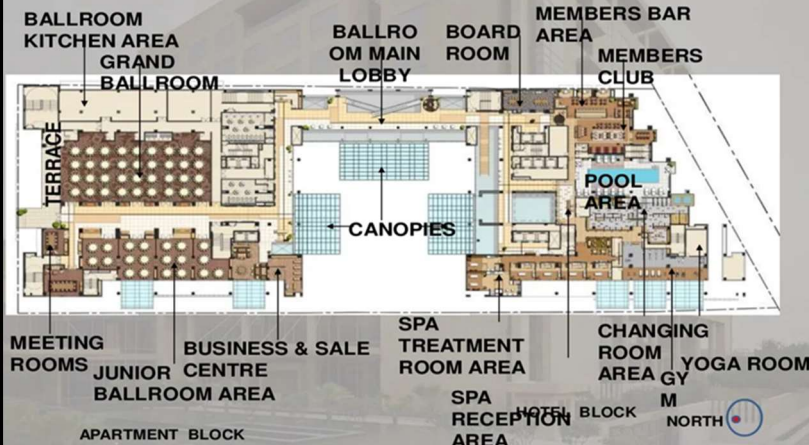 BALLROOM
KITCHEN AREA
GRAND
BALLROOM
BALLRO
OM MAIN
LOBBY
BOARD
ROOM
MEMBERS BAR
AREA
MEMBERS
CLUB
TERRACE
POOL
AREA
CANOPIES
MEETING
ROOMS
JUNIOR
BALLROOM AREA
BUSINESS & SALE
CENTRE
SPA
TREATMENT
ROOM AREA
SPA
RECEPTION
AREA
CHANGING
ROOM
AREA
GY
M
YOGA ROOM
HOTEL BLOCK
NORTH
APARTMENT BLOCK